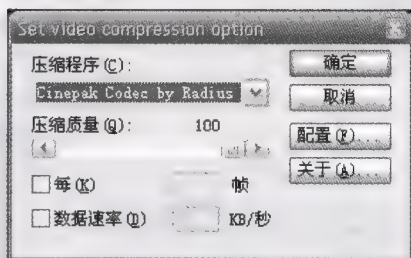 Set video compression option
压缩程序(C):
确定
Cinepak Codec by Radius
取消
压缩质量(Q): 100
配置(F)...
关于(A)...
每(K) 帧
数据速率(D) KB/秒